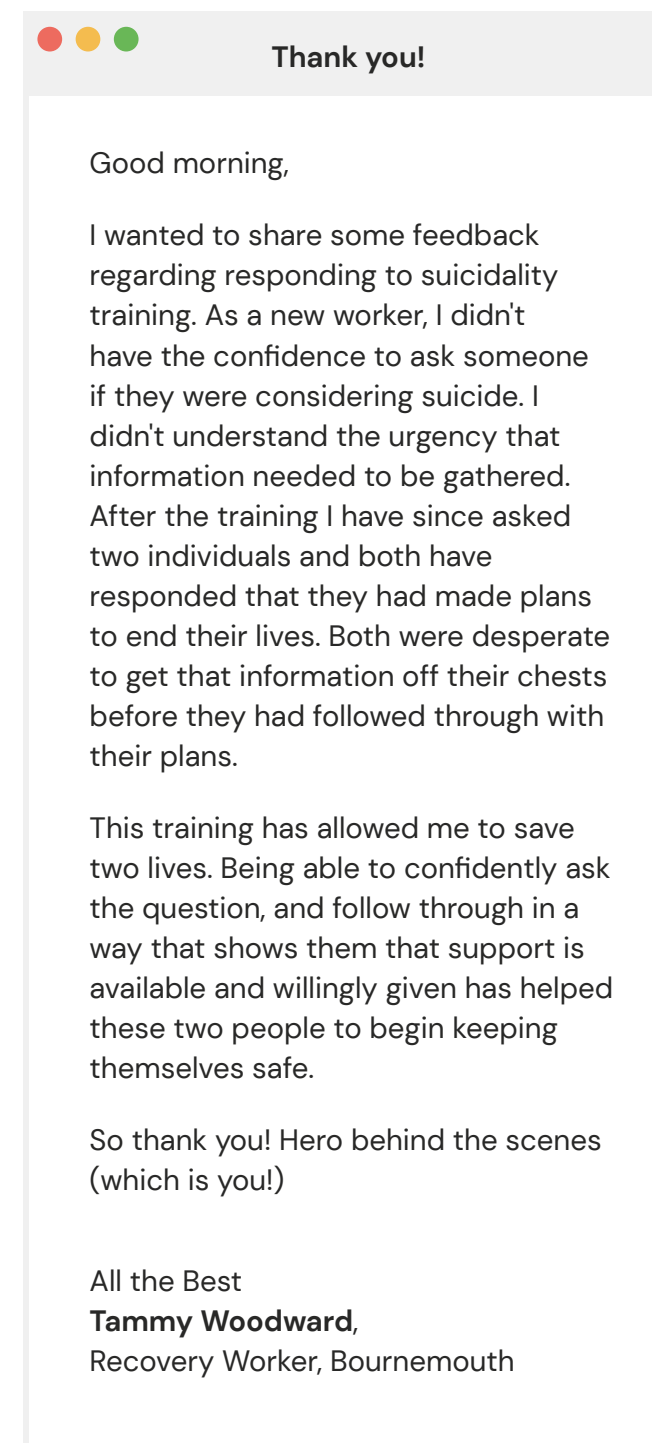 Thank you!
Good morning,
I wanted to share some feedback
regarding responding to suicidality
training. As a new worker, I didn't
have the confidence to ask someone
if they were considering suicide. I
didn't understand the urgency that
information needed to be gathered.
After the training I have since asked
two individuals and both have
responded that they had made plans
to end their lives. Both were desperate
to get that information off their chests
before they had followed through with
their plans.
This training has allowed me to save
two lives. Being able to confidently ask
the question, and follow through in a
way that shows them that support is
available and willingly given has helped
these two people to begin keeping
themselves safe.
So thank you! Hero behind the scenes
(which is you!)
All the Best
Tammy Woodward,
Recovery Worker, Bournemouth